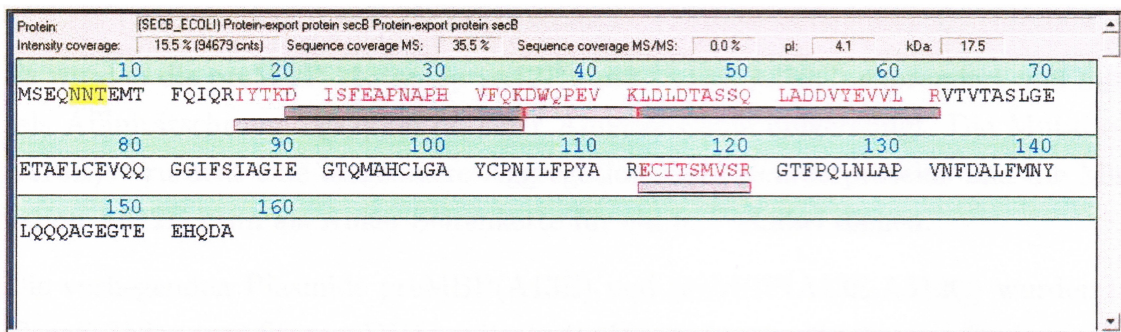 Protein: (SECB_ECOLI) Protein-export protein secB Protein-export protein secB
Intensity coverage: 15.5 % (94679 cnts) Sequence coverage MS: 35.5 % Sequence coverage MS/MS: 0.0 % pI: 4.1 kDa: 17.5
10 20 30 40 50 60 70
MSEQNNTEMT FQIQRIYTKD ISFEAPNAPH VFQKDWQPEV KLDLDTASSQ LADDVYEVVL RVTVTASLGE
80 90 100 110 120 130 140
ETAFLCEVQQ GGIFSIAGIE GTQMAHCLGA YCPNILFPYA RECITSMVSR GTFPQLNLAP VNFDALFMNY
150 160
LQQQAGEGTE EHQDA